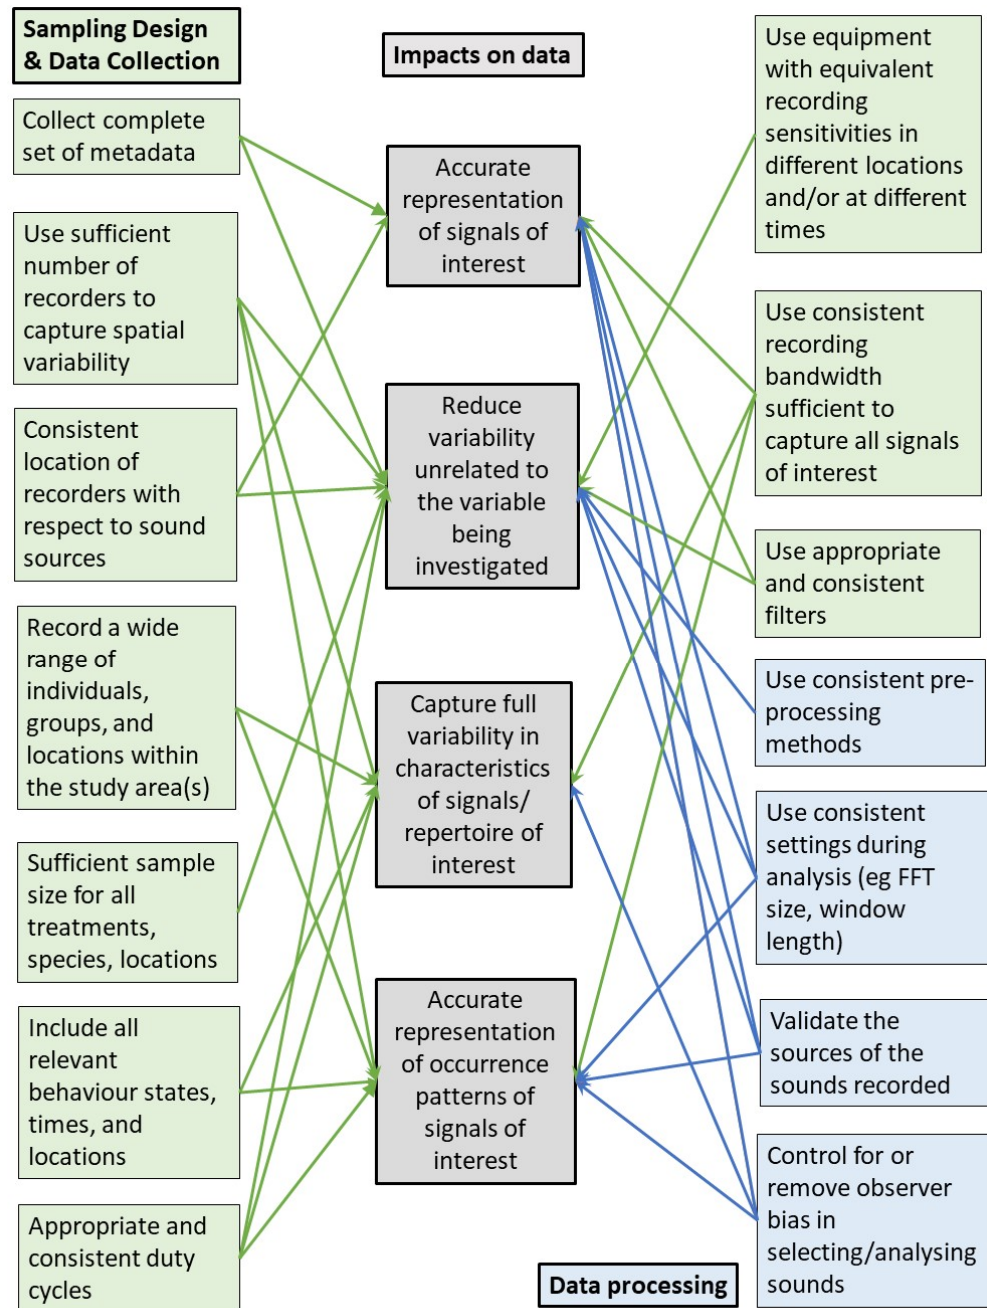 Sampling Design
& Data Collection
Collect complete
set of metadata
Use sufficient
number of
recorders to
capture spatial
variability
Consistent
location of
recorders with
respect to sound
sources
Record a wide
range of
individuals,
groups, and
locations within
the study area(s)
Sufficient sample
size for all
treatments,
species, locations
Include all
relevant
behaviour states,
times, and
locations
Appropriate and
consistent duty
cycles
Impacts on data
Accurate
representation
of signals of
interest
Reduce
variability
unrelated to
the variable
being
investigated
Capture full
variability in
characteristics
of signals/
repertoire of
interest
Accurate
representation
of occurrence
patterns of
signals of
interest
Use equipment
with equivalent
recording
sensitivities in
different locations
and/or at different
times
Use consistent
recording
bandwidth
sufficient to
capture all signals
of interest
Use appropriate
and consistent
filters
Use consistent pre-
processing
methods
Use consistent
settings during
analysis (eg FFT
size, window
length)
Validate the
sources of the
sounds recorded
Control for or
remove observer
bias in
selecting/analysing
sounds
Data processing